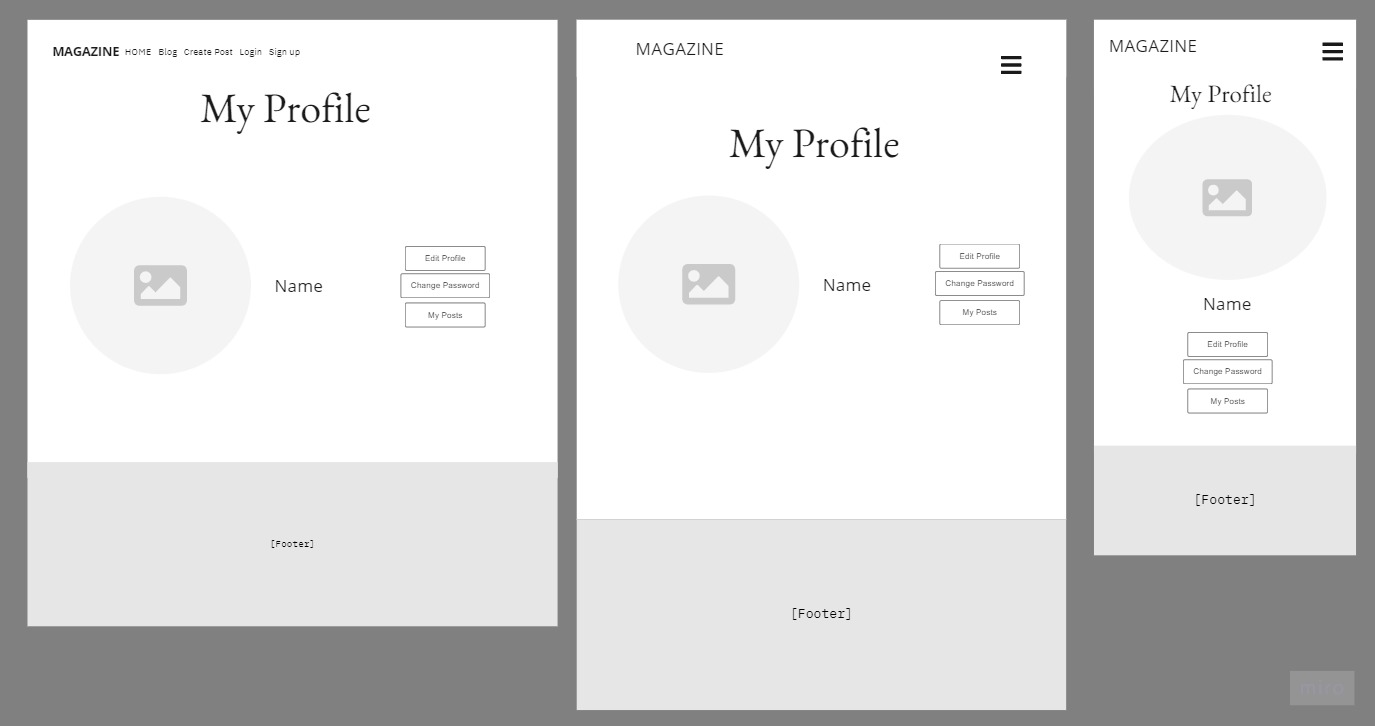 MAGAZINE HOME Blog Create Post Login Sign up
My Profile
Name
Edit Profile
Change Password
My Posts
[Footer]
MAGAZINE
My Profile
Name
Edit Profile
Change Password
My Posts
[Footer]
MAGAZINE
My Profile
Name
Edit Profile
Change Password
My Posts
[Footer]
miro